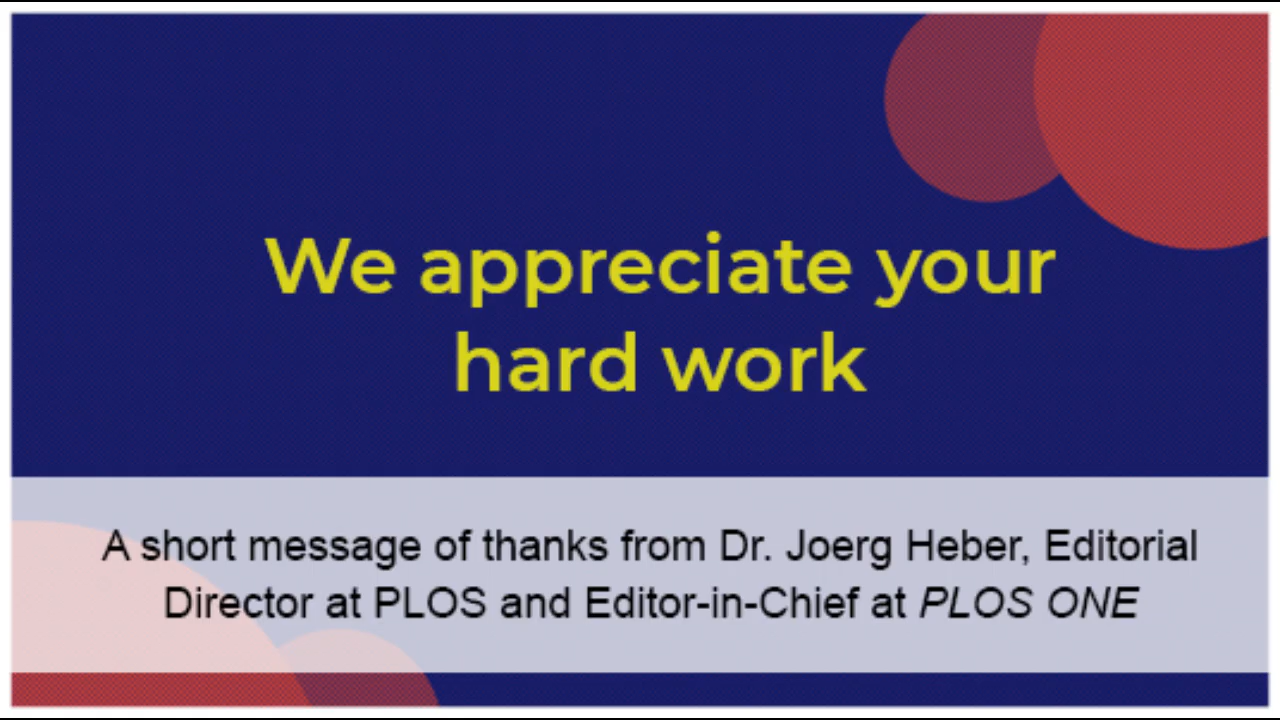 We appreciate your
hard work
A short message of thanks from Dr. Joerg Heber, Editorial
Director at PLOS and Editor-in-Chief at PLOS ONE